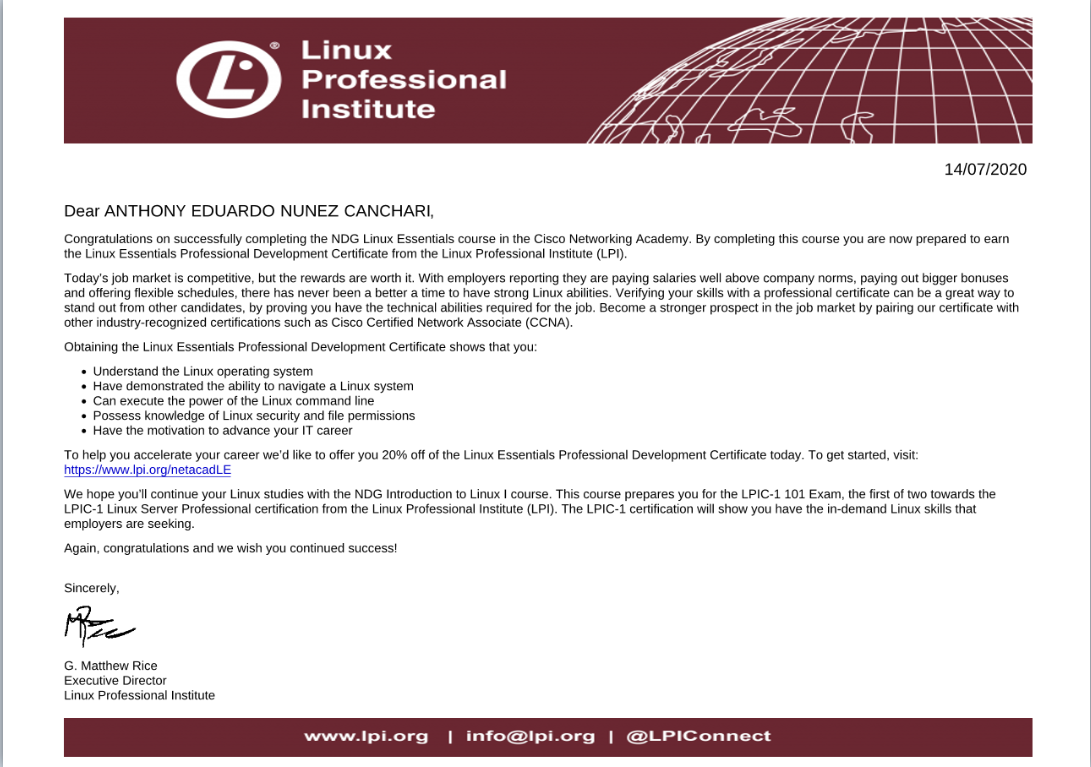 Linux
Professional
Institute
14/07/2020
Dear ANTHONY EDUARDO NUNEZ CANCHARI,
Congratulations on successfully completing the NDG Linux Essentials course in the Cisco Networking Academy. By completing this course you are now prepared to earn
the Linux Essentials Professional Development Certificate from the Linux Professional Institute (LPI).
Today's job market is competitive, but the rewards are worth it. With employers reporting they are paying salaries well above company norms, paying out bigger bonuses
and offering flexible schedules, there has never been a better a time to have strong Linux abilities. Verifying your skills with a professional certificate can be a great way to
stand out from other candidates, by proving you have the technical abilities required for the job. Become a stronger prospect in the job market by pairing our certificate with
other industry-recognized certifications such as Cisco Certified Network Associate (CCNA).
Obtaining the Linux Essentials Professional Development Certificate shows that you:
• Understand the Linux operating system
• Have demonstrated the ability to navigate a Linux system
• Can execute the power of the Linux command line
• Possess knowledge of Linux security and file permissions
• Have the motivation to advance your IT career
To help you accelerate your career we'd like to offer you 20% off of the Linux Essentials Professional Development Certificate today. To get started, visit:
https://www.lpi.org/netacadLE
We hope you'll continue your Linux studies with the NDG Introduction to Linux I course. This course prepares you for the LPIC-1 101 Exam, the first of two towards the
LPIC-1 Linux Server Professional certification from the Linux Professional Institute (LPI). The LPIC-1 certification will show you have the in-demand Linux skills that
employers are seeking.
Again, congratulations and we wish you continued success!
Sincerely,
G. Matthew Rice
Executive Director
Linux Professional Institute
www.lpi.org | info@lpi.org | @LPIConnect